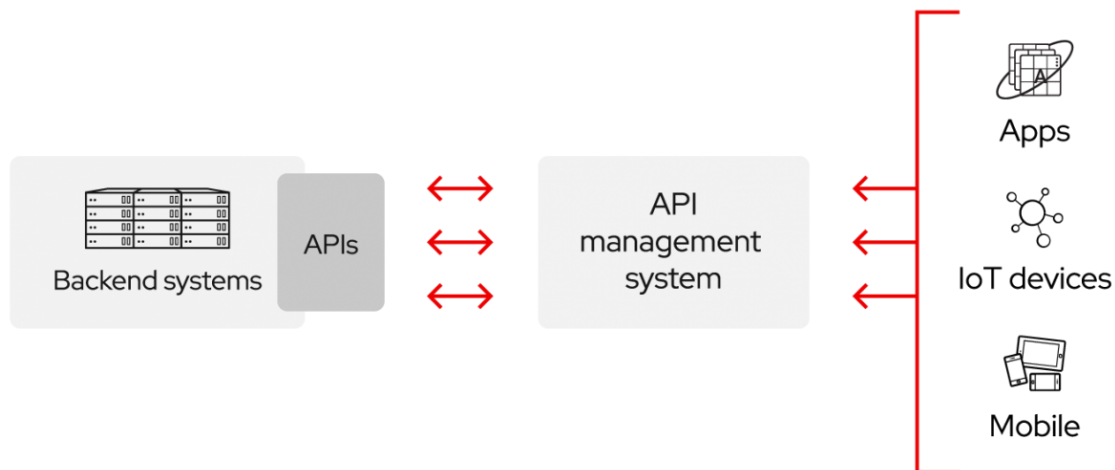 Backend systems
APIs
API
management
system
A
Apps
IoT devices
Mobile